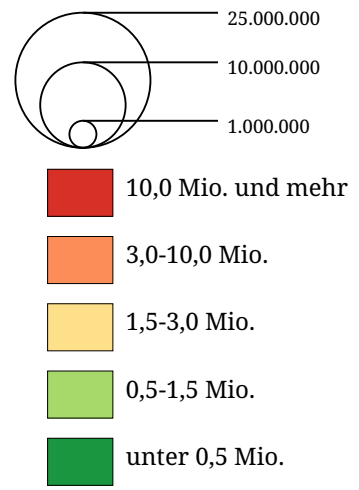 25.000.000
10.000.000
1.000.000
10,0 Mio. und mehr
3,0-10,0 Mio.
1,5-3,0 Mio.
0,5-1,5 Mio.
unter 0,5 Mio.